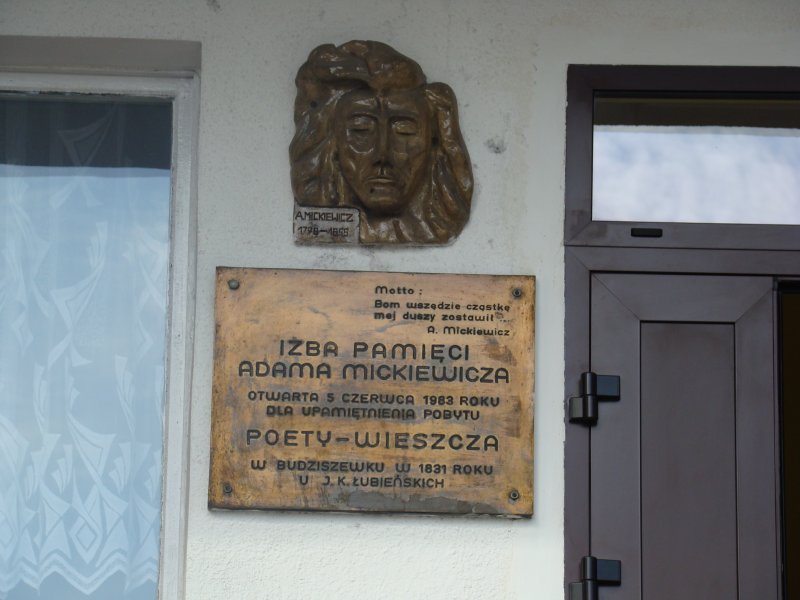 A.MICKIEWICZ
1798-1855
Motto:
Bom wszędzie cząstkę
mej duszy zostawił...
A. Mickiewicz
IZBA PAMIĘCI
ADAMA MICKIEWICZA
OTWARTA 5 CZERWCA 1983 ROKU
DLA UPAMIĘTNIENIA POBYTU
POETY-WIESZCZA
W BUDZISZEWKU W 1831 ROKU
U J.K.ŁUBIEŃSKICH